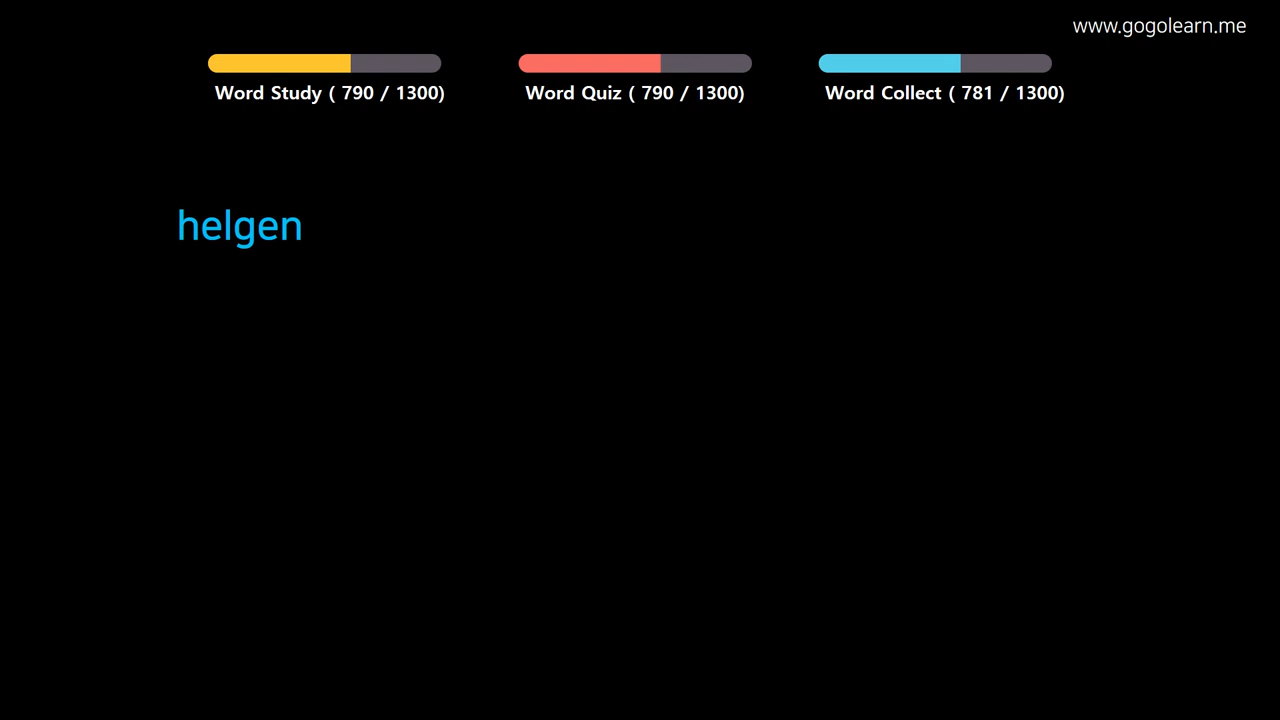 www.gogolearn.me
Word Study ( 790 / 1300)
Word Quiz ( 790 / 1300)
Word Collect ( 781 / 1300)
helgen